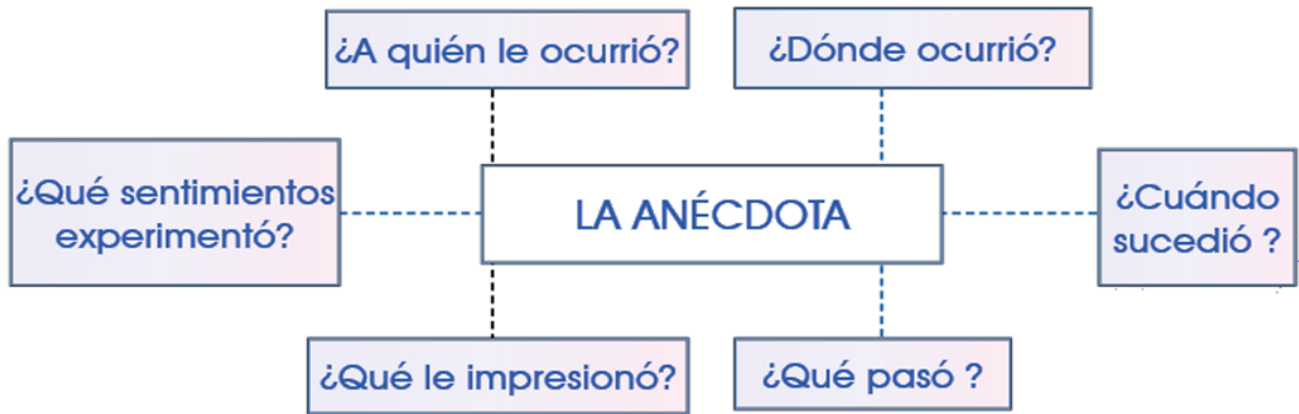 ¿A quién le ocurrió?
¿Dónde ocurrió?
¿Qué sentimientos
experimentó?
LA ANÉCDOTA
¿Cuándo
sucedió ?
¿Qué le impresionó?
¿Qué pasó ?